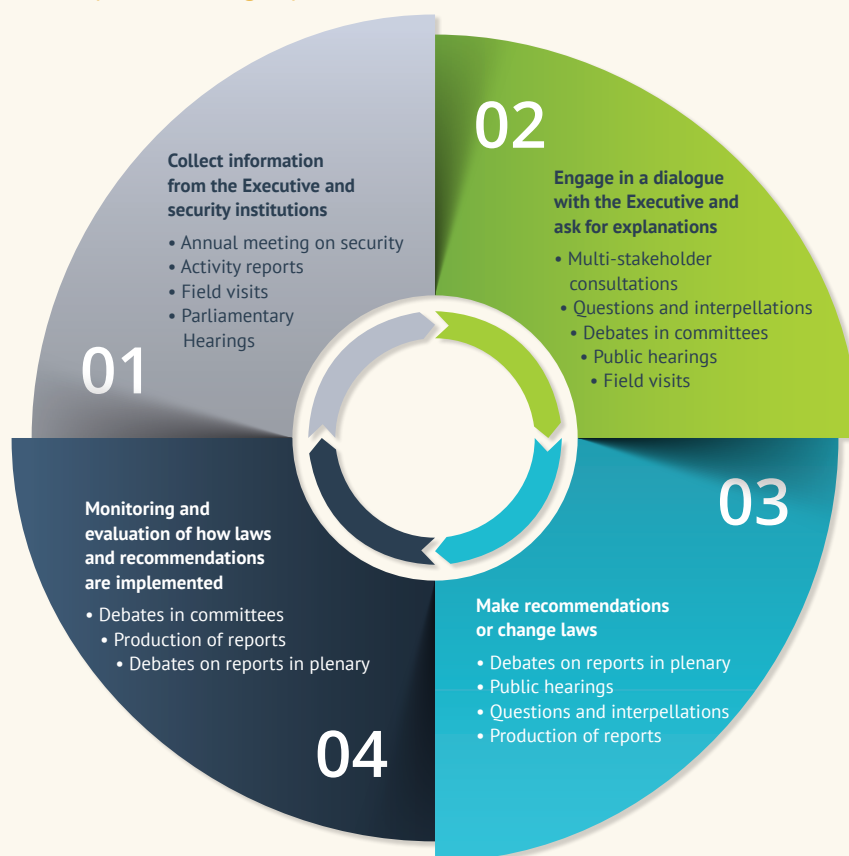 01
Collect information
from the Executive and
security institutions
• Annual meeting on security
• Activity reports
• Field visits
• Parliamentary
Hearings
02
Engage in a dialogue
with the Executive and
ask for explanations
• Multi-stakeholder
consultations
• Questions and interpellations
• Debates in committees
• Public hearings
• Field visits
03
Make recommendations
or change laws
• Debates on reports in plenary
• Public hearings
• Questions and interpellations
• Production of reports
04
Monitoring and
evaluation of how laws
and recommendations
are implemented
• Debates in committees
• Production of reports
• Debates on reports in plenary